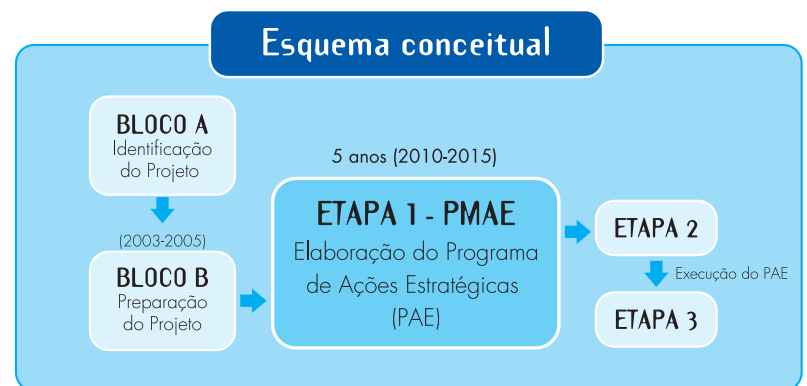 Esquema conceitual
BLOCO A
Identificação
do Projeto
(2003-2005)
BLOCO B
Preparação
do Projeto
5 anos (2010-2015)
ETAPA 1 - PMAE
Elaboração do Programa
de Ações Estratégicas
(PAE)
ETAPA 2
Execução do PAE
ETAPA 3